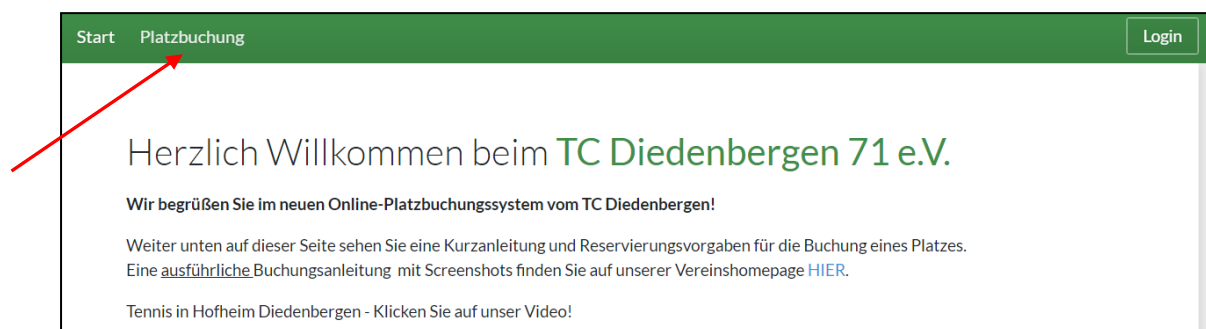 Start Platzbuchung Login
Herzlich Willkommen beim TC Diedenbergen 71 e.V.
Wir begrüßen Sie im neuen Online-Platzbuchungssystem vom TC Diedenbergen!
Weiter unten auf dieser Seite sehen Sie eine Kurzanleitung und Reservierungsvorgaben für die Buchung eines Platzes.
Eine ausführliche Buchungsanleitung mit Screenshots finden Sie auf unserer Vereinshomepage HIER.
Tennis in Hofheim Diedenbergen - Klicken Sie auf unser Video!